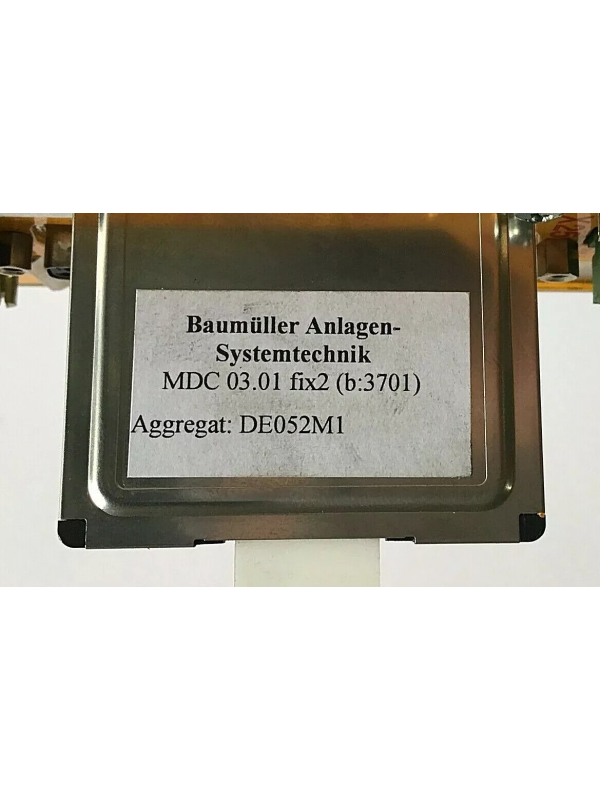 Baumüller Anlagen-
Systemtechnik
MDC 03.01 fix2 (b:3701)
Aggregat: DE052M1